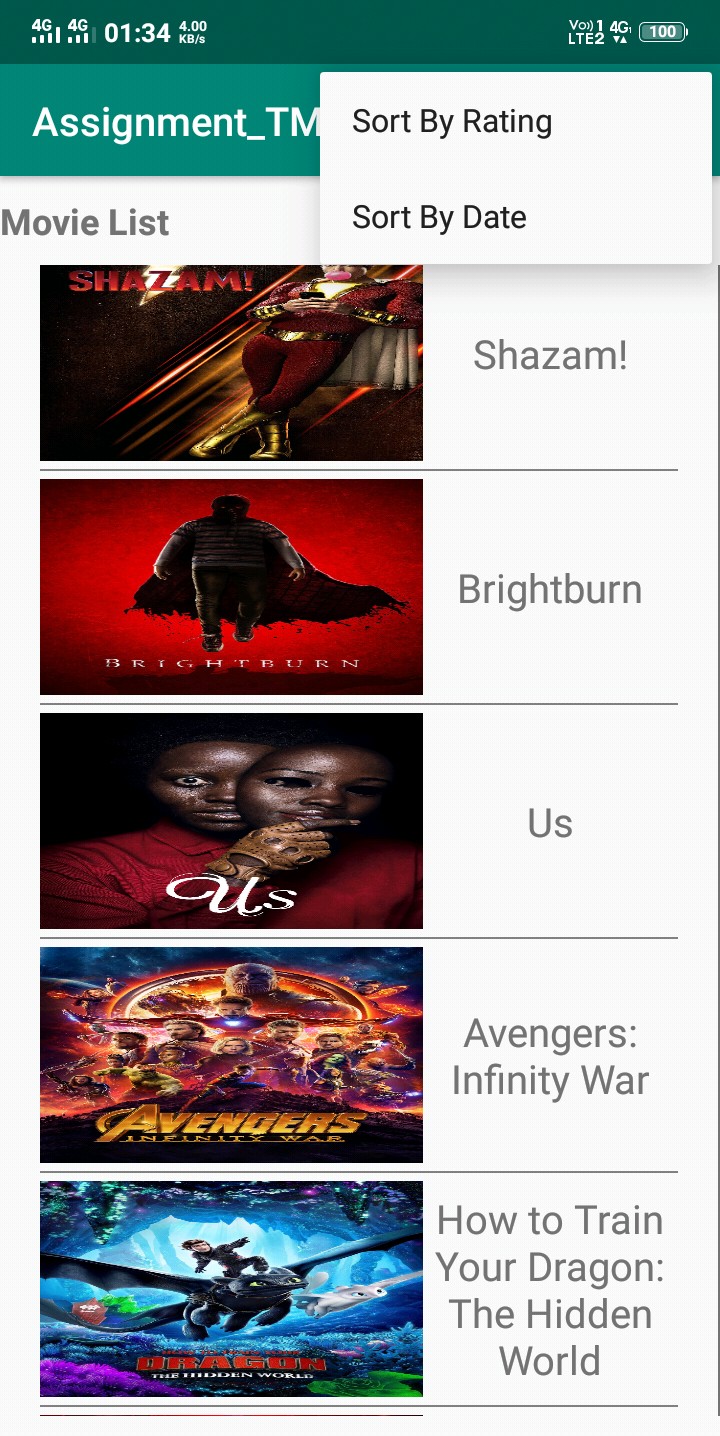 4G 4G 01:34 4.00 KB/s
Vo)) 1 LTE2 4G 100
Assignment_TM
Sort By Rating
Sort By Date
Movie List
SHAZAM!
Shazam!
BRIGHTBURN
Brightburn
Us
Us
AVENGERS
INFINITY WAR
Avengers:
Infinity War
DRAGON
THE HIDDEN WORLD
How to Train
Your Dragon:
The Hidden
World